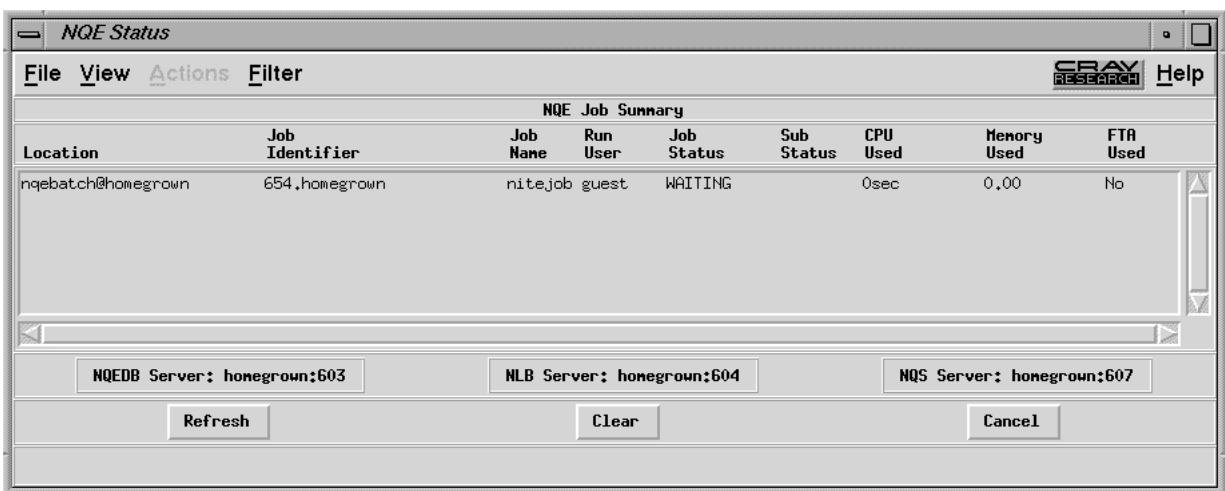 NQE Status
File View Actions Filter CRAY RESEARCH Help
NQE Job Summary
Location Job Identifier Job Name Run User Job Status Sub Status CPU Used Memory Used FTA Used
nqebatch@homegrown 654.homegrown nitejob guest WAITING 0sec 0.00 No
NQEDB Server: homegrown:603 NLB Server: homegrown:604 NQS Server: homegrown:607
Refresh Clear Cancel